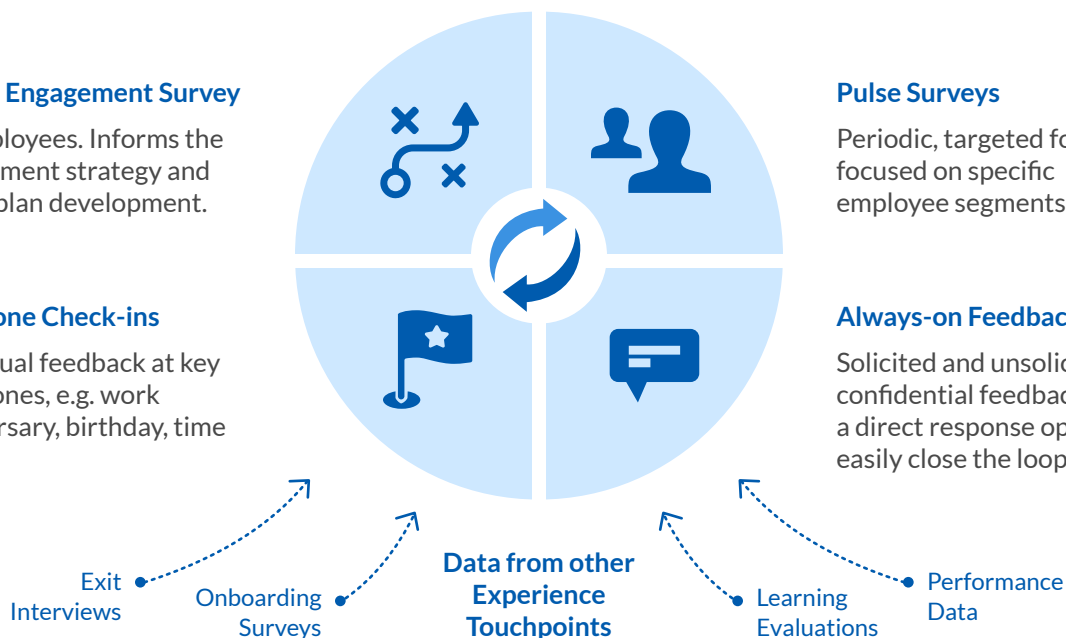 Engagement Survey
ployees. Informs the
ment strategy and
plan development.
Pulse Surveys
Periodic, targeted fo
focused on specific
employee segments
one Check-ins
ual feedback at key
ones, e.g. work
rsary, birthday, time
Always-on Feedbac
Solicited and unsolic
confidential feedbac
a direct response op
easily close the loop
Exit
Interviews
Onboarding
Surveys
Data from other
Experience
Touchpoints
Learning
Evaluations
Performance
Data